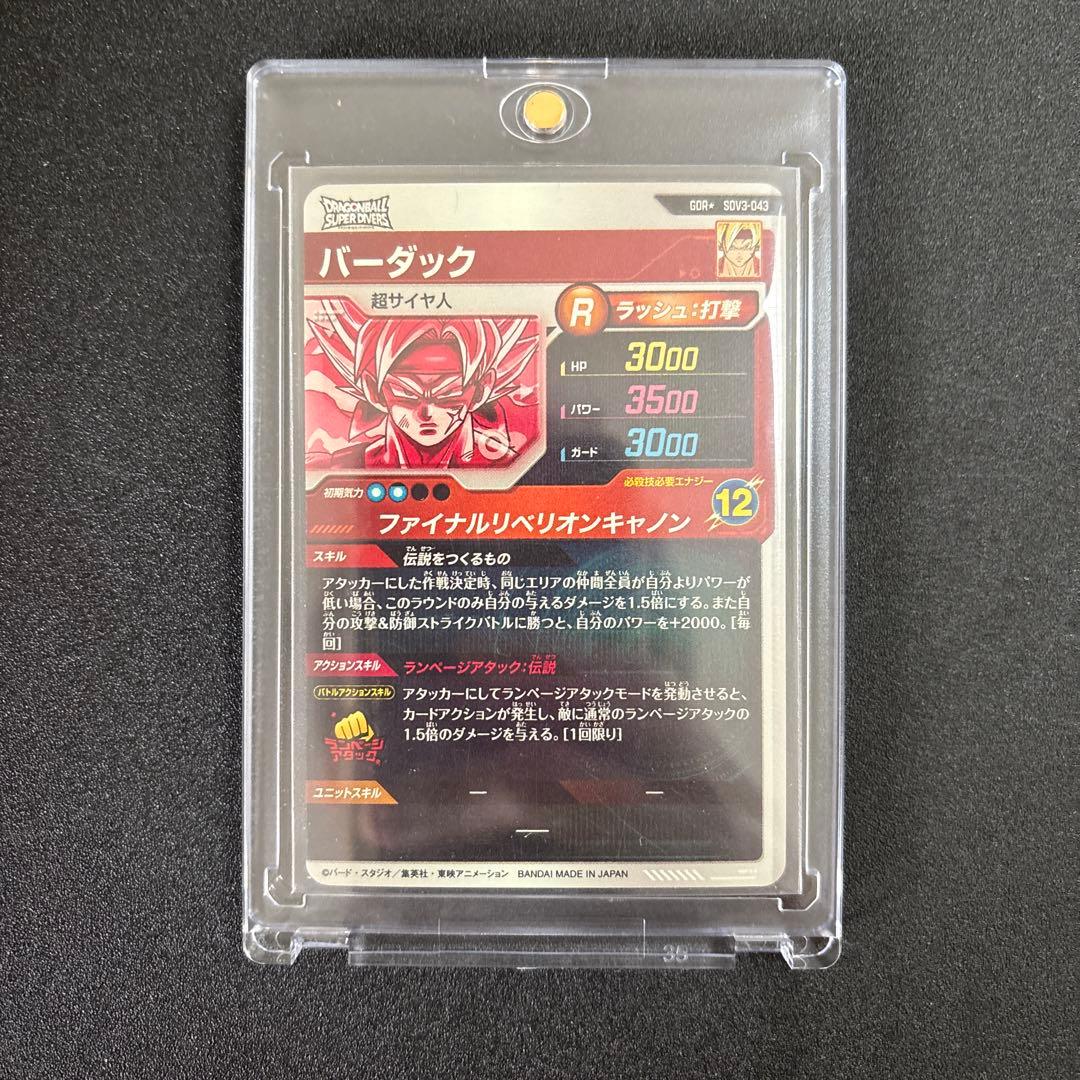 DRAGONBALL
SUPER DIVERS
GDR★ SDV3-043
バーダック
超サイヤ人
R ラッシュ:打撃
HP 3000
パワー 3500
ガード 3000
初期気力
必殺技必要エナジー
12
ファイナルリベリオンキャノン
スキル 伝説をつくるもの
アタッカーにした作戦決定時、同じエリアの仲間全員が自分よりパワーが
低い場合、このラウンドのみ自分の与えるダメージを1.5倍にする。また自
分の攻撃&防御ストライクバトルに勝つと、自分のパワーを+2000。[毎
回]
アクションスキル ランページアタック:伝説
バトルアクションスキル
アタッカーにしてランページアタックモードを発動させると、
カードアクションが発生し、敵に通常のランページアタックの
1.5倍のダメージを与える。[1回限り]
ランページ
アタック
ユニットスキル — —
—
©バード・スタジオ/集英社・東映アニメーション BANDAI MADE IN JAPAN
35